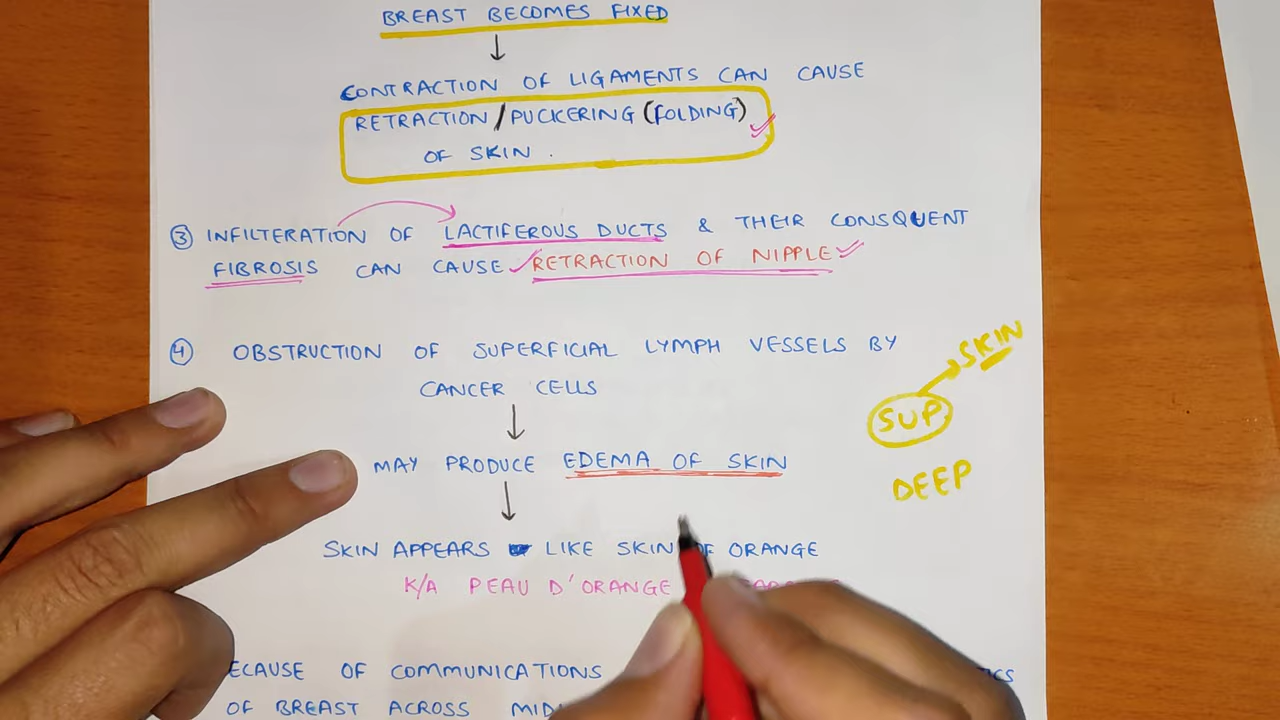 BREAST BECOMES FIXED
CONTRACTION OF LIGAMENTS CAN CAUSE
RETRACTION / PUCKERING (FOLDING)
OF SKIN.
③ INFILTERATION OF LACTIFEROUS DUCTS & THEIR CONSQUENT
FIBROSIS CAN CAUSE RETRACTION OF NIPPLE
④ OBSTRUCTION OF SUPERFICIAL LYMPH VESSELS BY
CANCER CELLS
SKIN
SUP.
DEEP
MAY PRODUCE EDEMA OF SKIN
SKIN APPEARS LIKE SKIN OF ORANGE
K/A PEAU D'ORANGE
OF COMMUNICATIONS
OF BREAST ACROSS